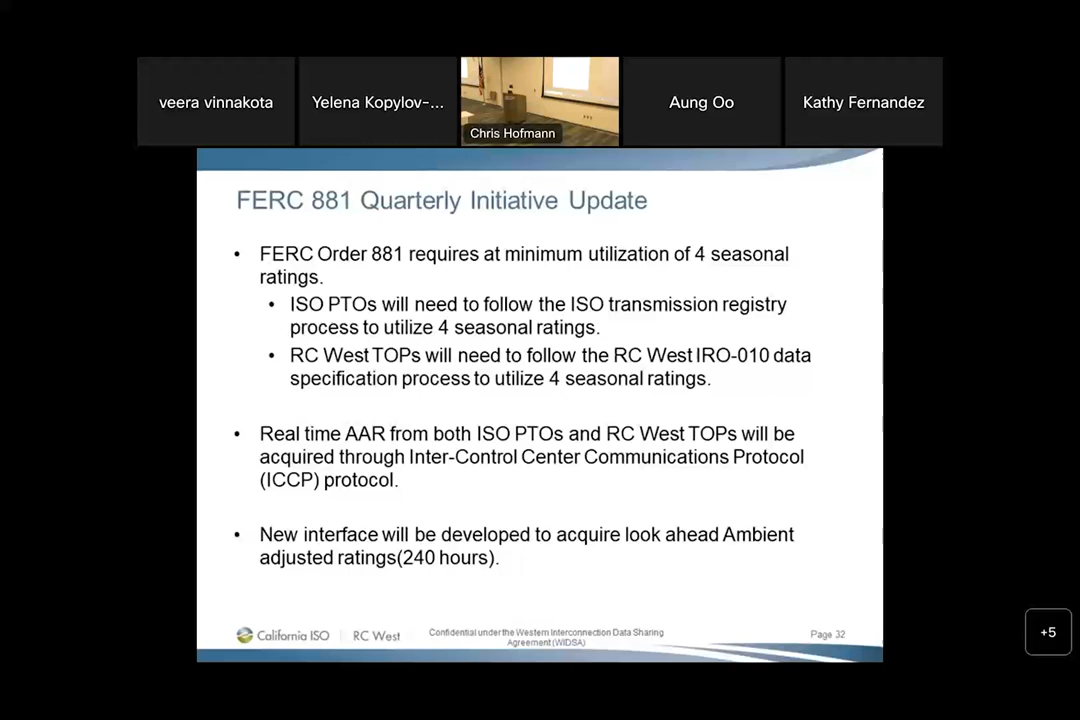 veera vinnakota
Yelena Kopylov-...
Chris Hofmann
Aung Oo
Kathy Fernandez
FERC 881 Quarterly Initiative Update
• FERC Order 881 requires at minimum utilization of 4 seasonal
ratings.
• ISO PTOs will need to follow the ISO transmission registry
process to utilize 4 seasonal ratings.
• RC West TOPs will need to follow the RC West IRO-010 data
specification process to utilize 4 seasonal ratings.
• Real time AAR from both ISO PTOs and RC West TOPs will be
acquired through Inter-Control Center Communications Protocol
(ICCP) protocol.
• New interface will be developed to acquire look ahead Ambient
adjusted ratings(240 hours).
California ISO | RC West
Confidential under the Western Interconnection Data Sharing
Agreement (WIDSA)
Page 32
+5